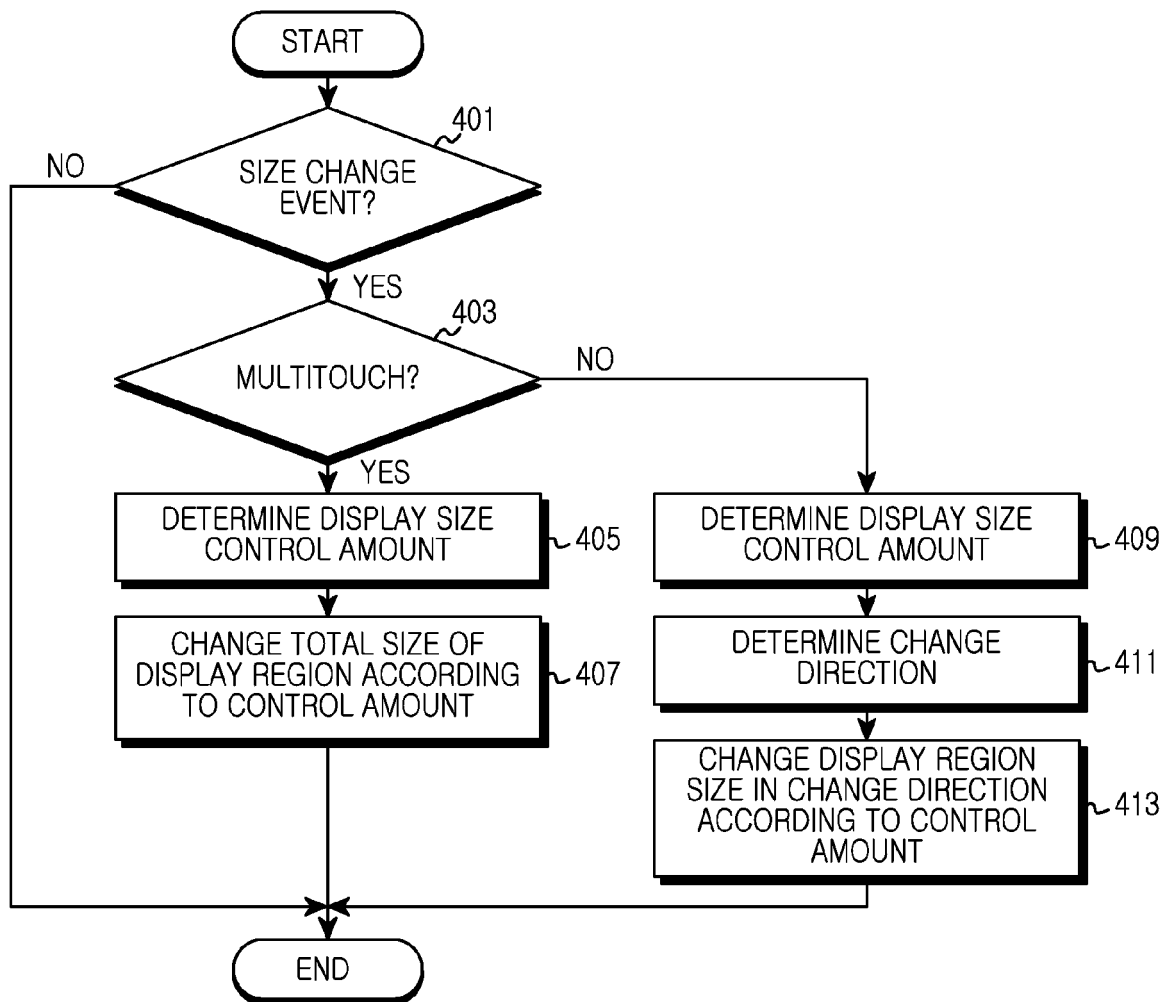 START
401
NO
SIZE CHANGE
EVENT?
YES
403
MULTITOUCH?
NO
YES
DETERMINE DISPLAY SIZE
CONTROL AMOUNT
405
CHANGE TOTAL SIZE OF
DISPLAY REGION ACCORDING
TO CONTROL AMOUNT
407
DETERMINE DISPLAY SIZE
CONTROL AMOUNT
409
DETERMINE CHANGE
DIRECTION
411
CHANGE DISPLAY REGION
SIZE IN CHANGE DIRECTION
ACCORDING TO CONTROL
AMOUNT
413
END